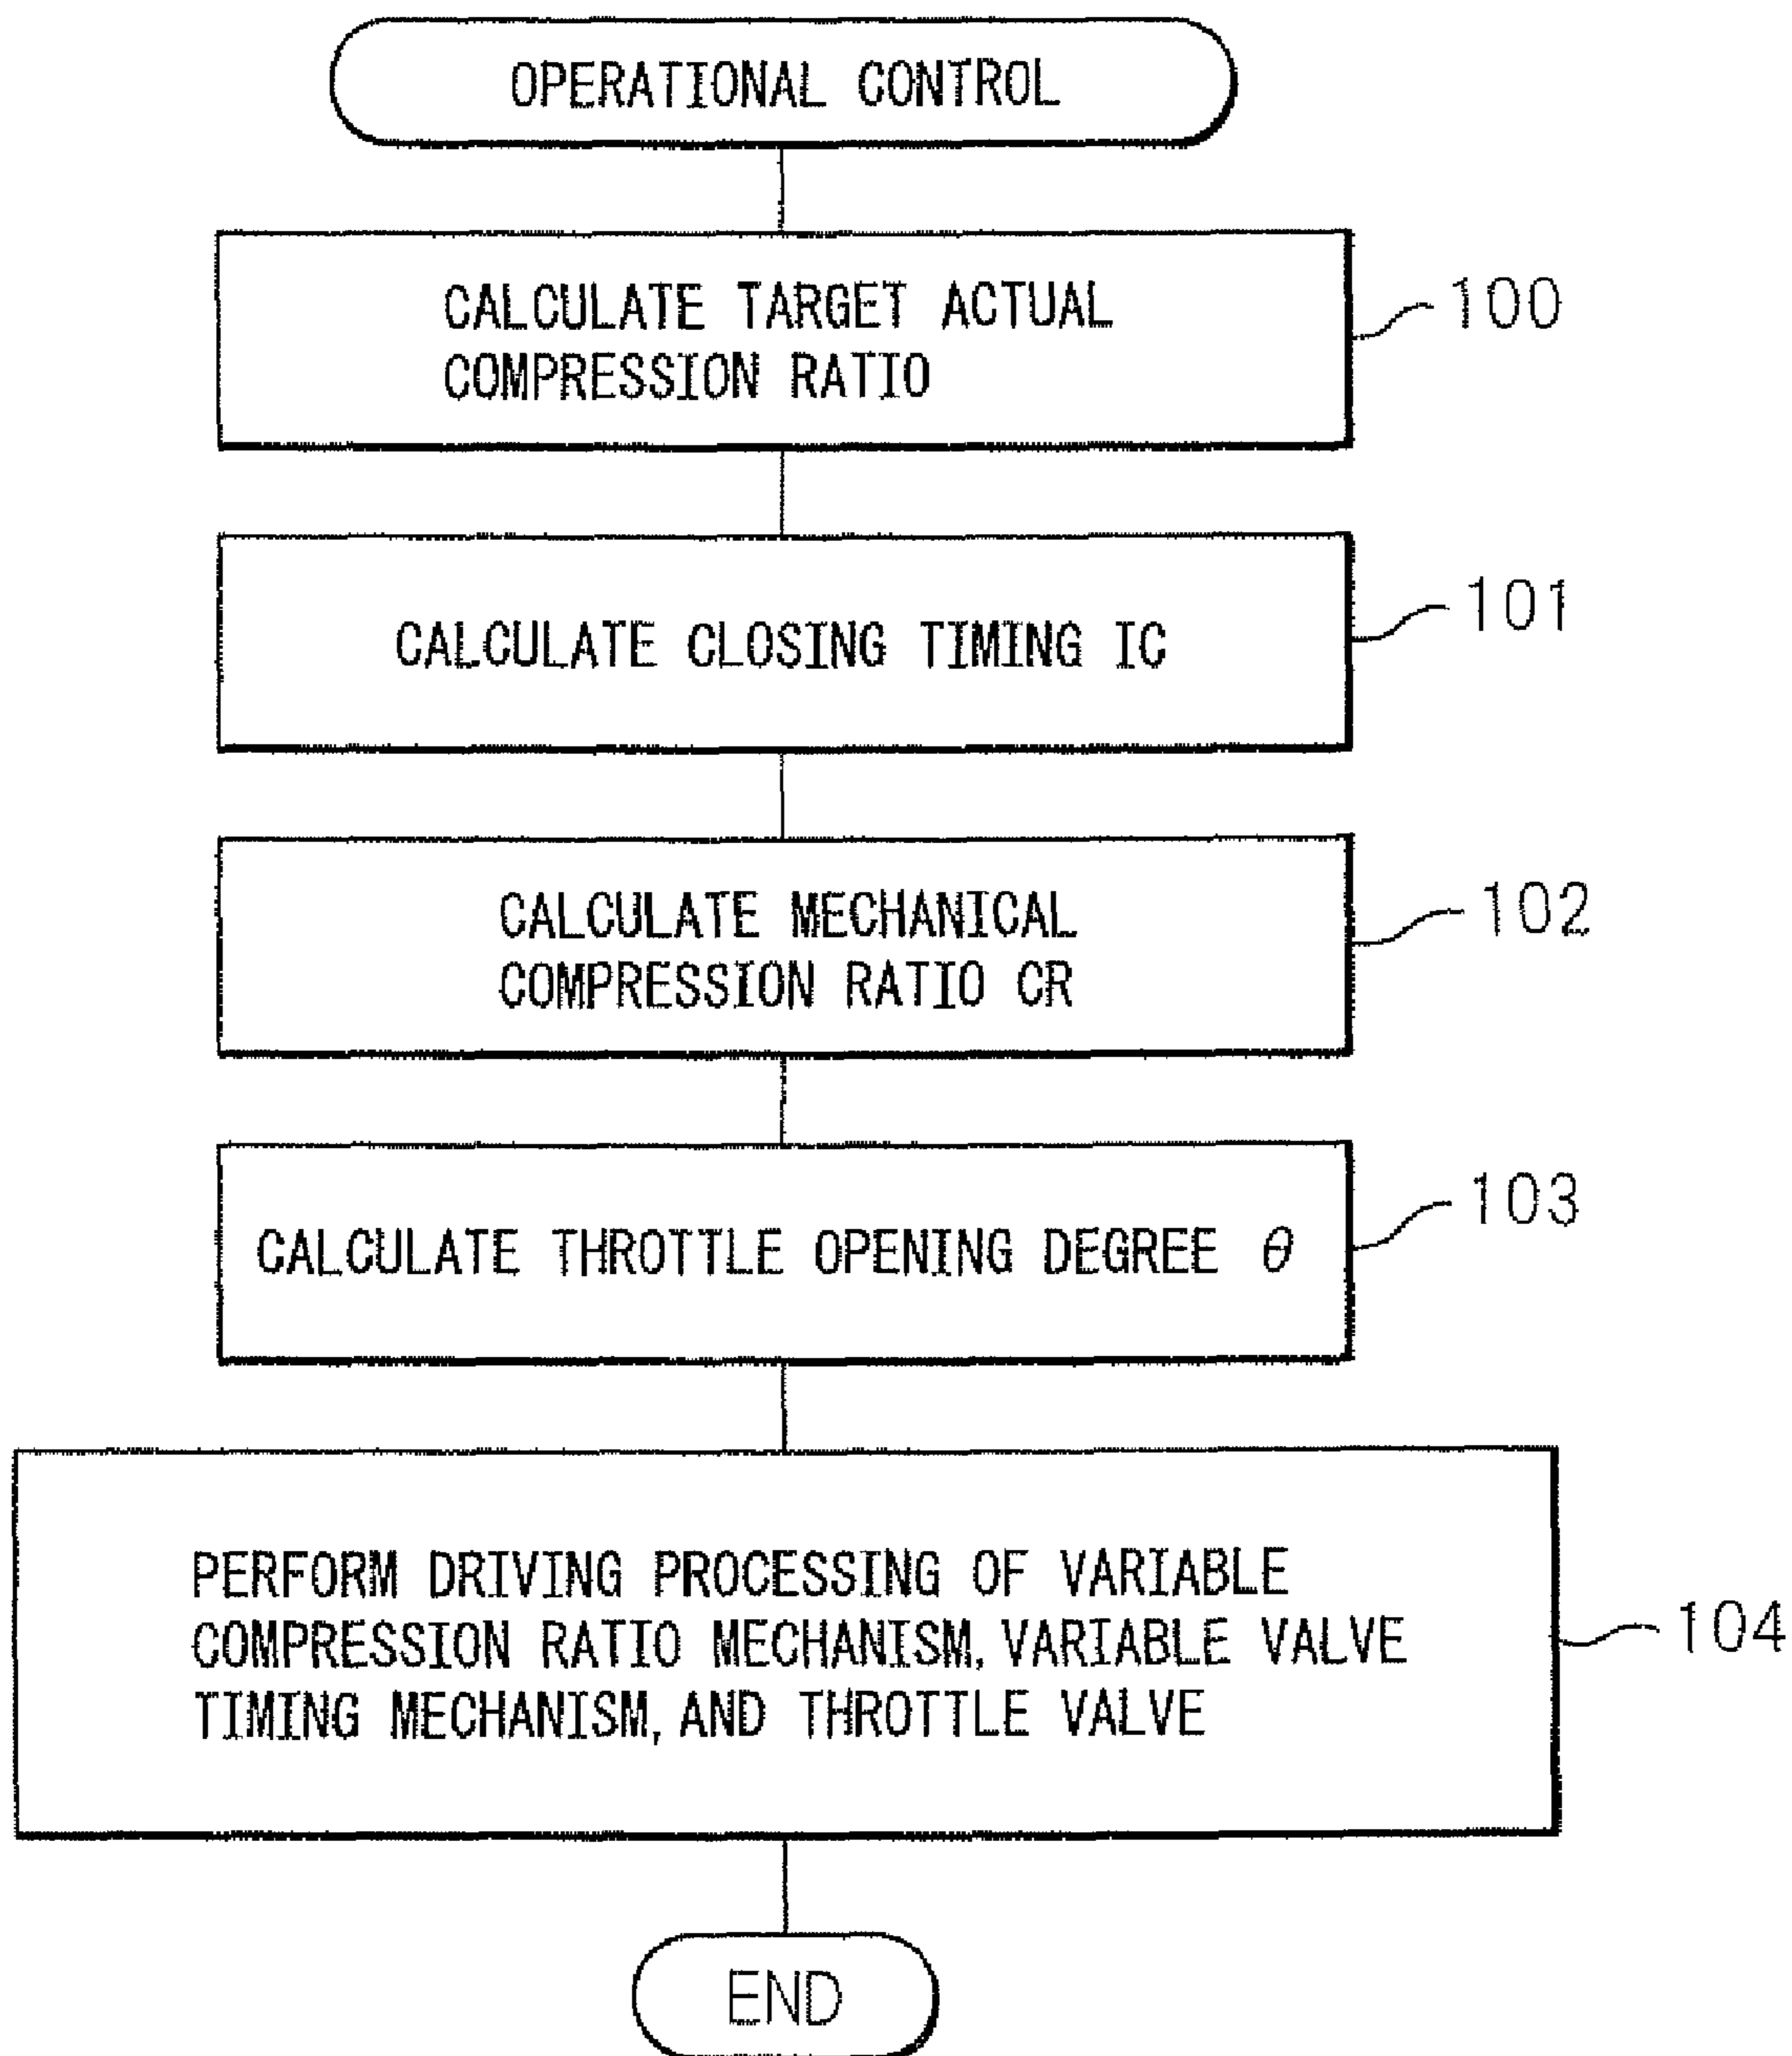 OPERATIONAL CONTROL
CALCULATE TARGET ACTUAL
COMPRESSION RATIO
100
CALCULATE CLOSING TIMING IC
101
CALCULATE MECHANICAL
COMPRESSION RATIO CR
102
CALCULATE THROTTLE OPENING DEGREE θ
103
PERFORM DRIVING PROCESSING OF VARIABLE
COMPRESSION RATIO MECHANISM, VARIABLE VALVE
TIMING MECHANISM, AND THROTTLE VALVE
104
END